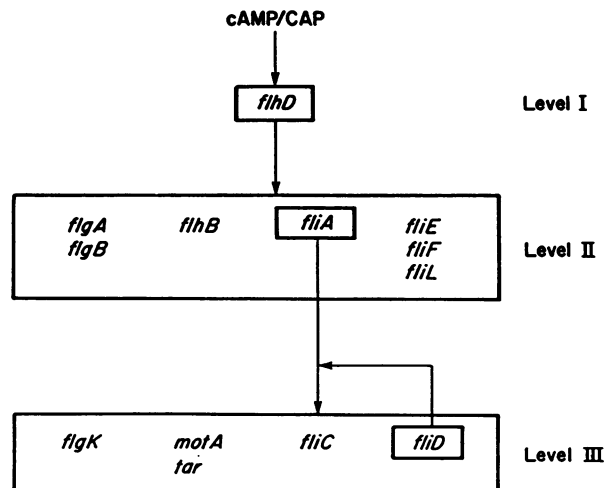 cAMP/CAP
flhD
Level I
flgA flhB fliA fliE
flgB fliF
fliL
Level II
flgK motA fliC fliD
tar
Level III